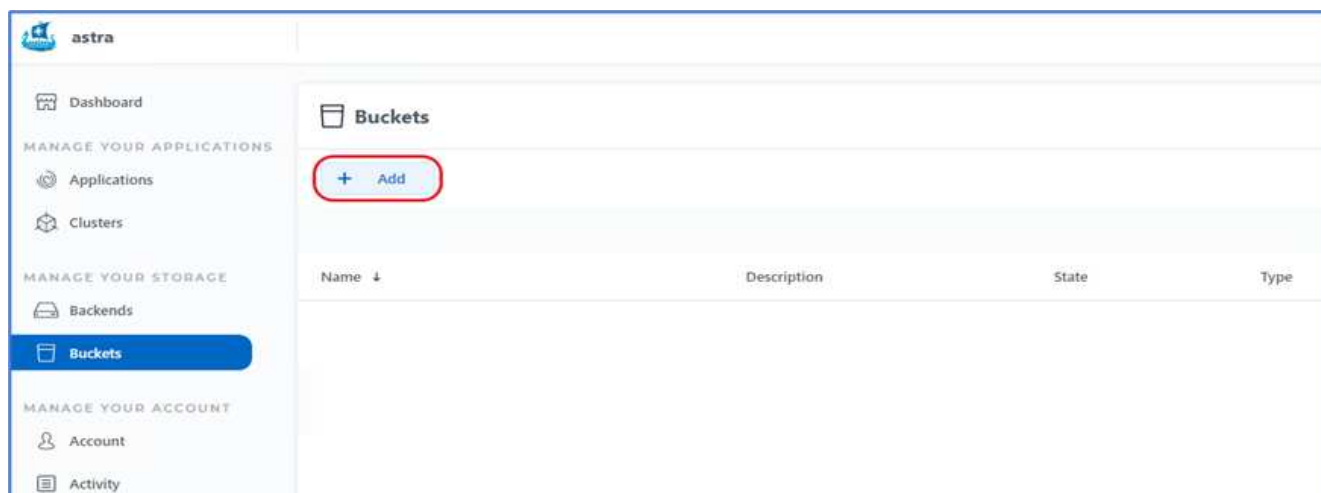 astra
Dashboard
MANAGE YOUR APPLICATIONS
Applications
Clusters
MANAGE YOUR STORAGE
Backends
Buckets
MANAGE YOUR ACCOUNT
Account
Activity
Buckets
+ Add
Name ↓ Description State Type